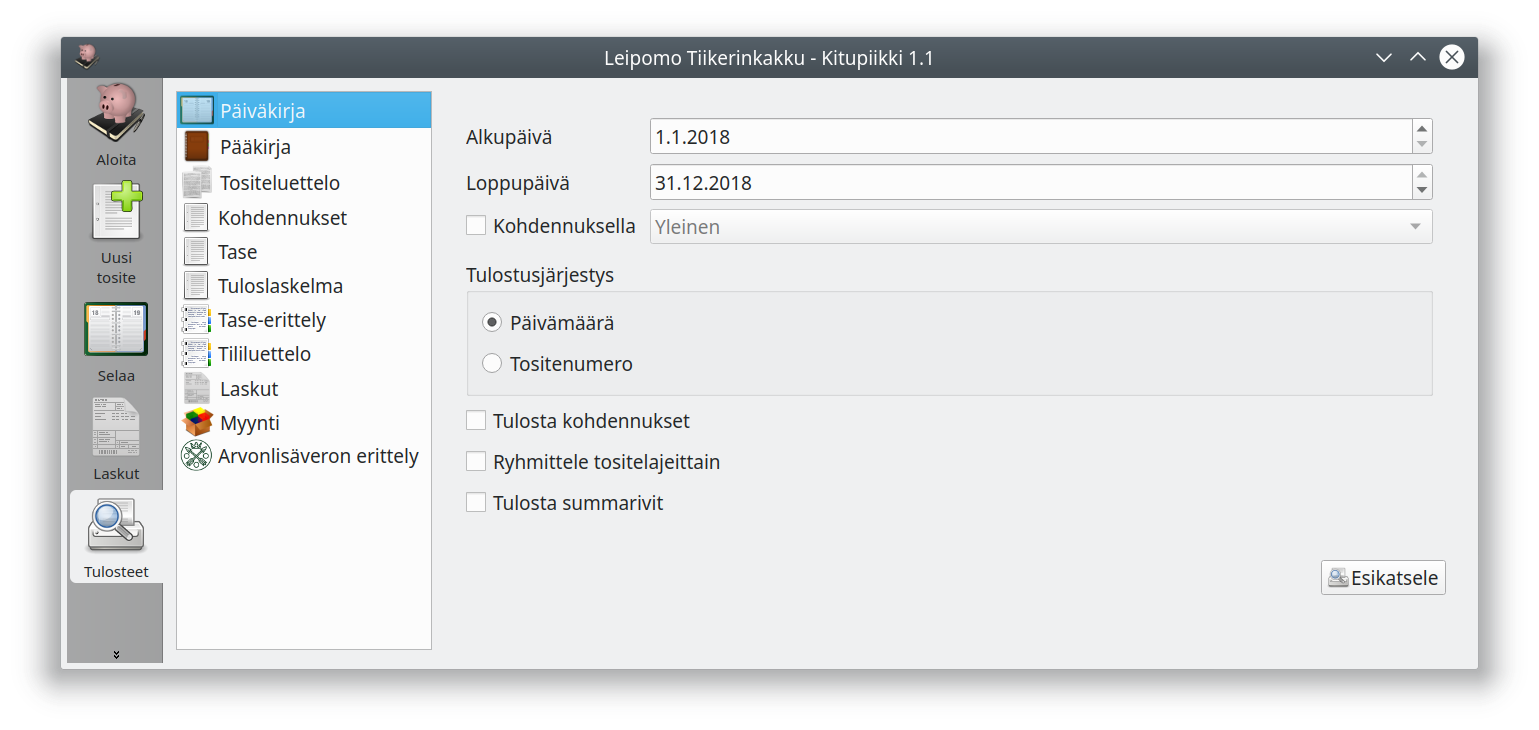 Leipomo Tiikerinkakku - Kitupiikki 1.1
Aloita
Uusi
tosite
Selaa
Laskut
Tulosteet
Päiväkirja
Pääkirja
Tositeluettelo
Kohdennukset
Tase
Tuloslaskelma
Tase-erittely
Tililuettelo
Laskut
Myynti
Arvonlisäveron erittely
Alkupäivä 1.1.2018
Loppupäivä 31.12.2018
Kohdennuksella Yleinen
Tulostusjärjestys
Päivämäärä
Tositenumero
Tulosta kohdennukset
Ryhmittele tositelajeittain
Tulosta summarivit
Esikatsele